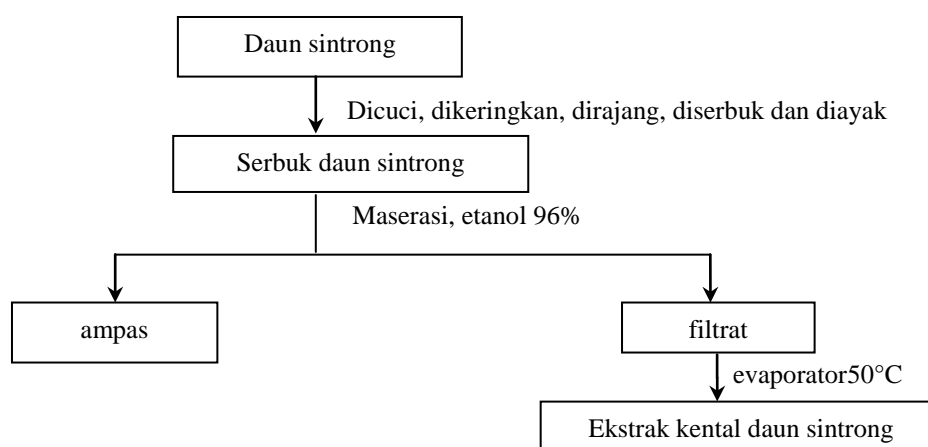 Daun sintrong
Dicuci, dikeringkan, dirajang, diserbuk dan diayak
Serbuk daun sintrong
Maserasi, etanol 96%
ampas
filtrat
evaporator50°C
Ekstrak kental daun sintrong